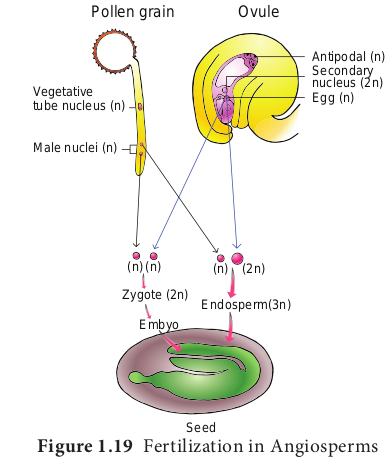 Pollen grain
Ovule
Antipodal (n)
Secondary
nucleus (2n)
Egg (n)
Vegetative
tube nucleus (n)
Male nuclei (n)
(n) (n)
(n) (2n)
Zygote (2n)
Endosperm(3n)
Embyo
Seed
Figure 1.19 Fertilization in Angiosperms